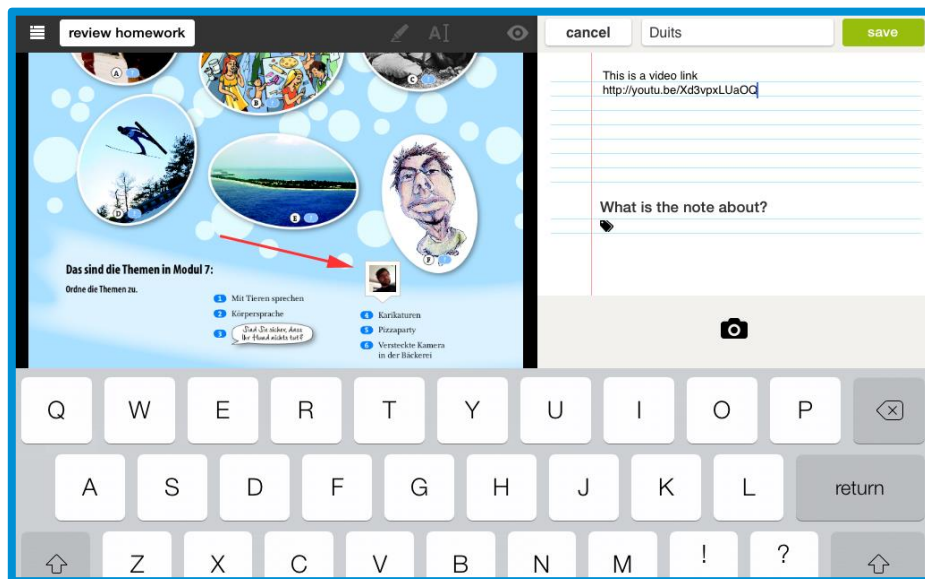 review homework
AI
cancel
Duits
save
A ?
B ?
C ?
D ?
E ?
F ?
Das sind die Themen in Modul 7:
Ordne die Themen zu.
1 Mit Tieren sprechen
2 Körpersprache
3 Sind Sie sicher, dass
Ihr Hund nichts tut?
4 Karikaturen
5 Pizzaparty
6 Versteckte Kamera
in der Bäckerei
This is a video link
http://youtu.be/Xd3vpxLUaOQ
What is the note about?
Q W E R T Y U I O P
A S D F G H J K L return
Z X C V B N M ! ?